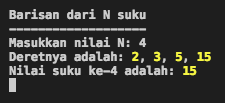 Barisan dari N suku
-------------------
Masukkan nilai N: 4
Deretnya adalah: 2, 3, 5, 15
Nilai suku ke-4 adalah: 15